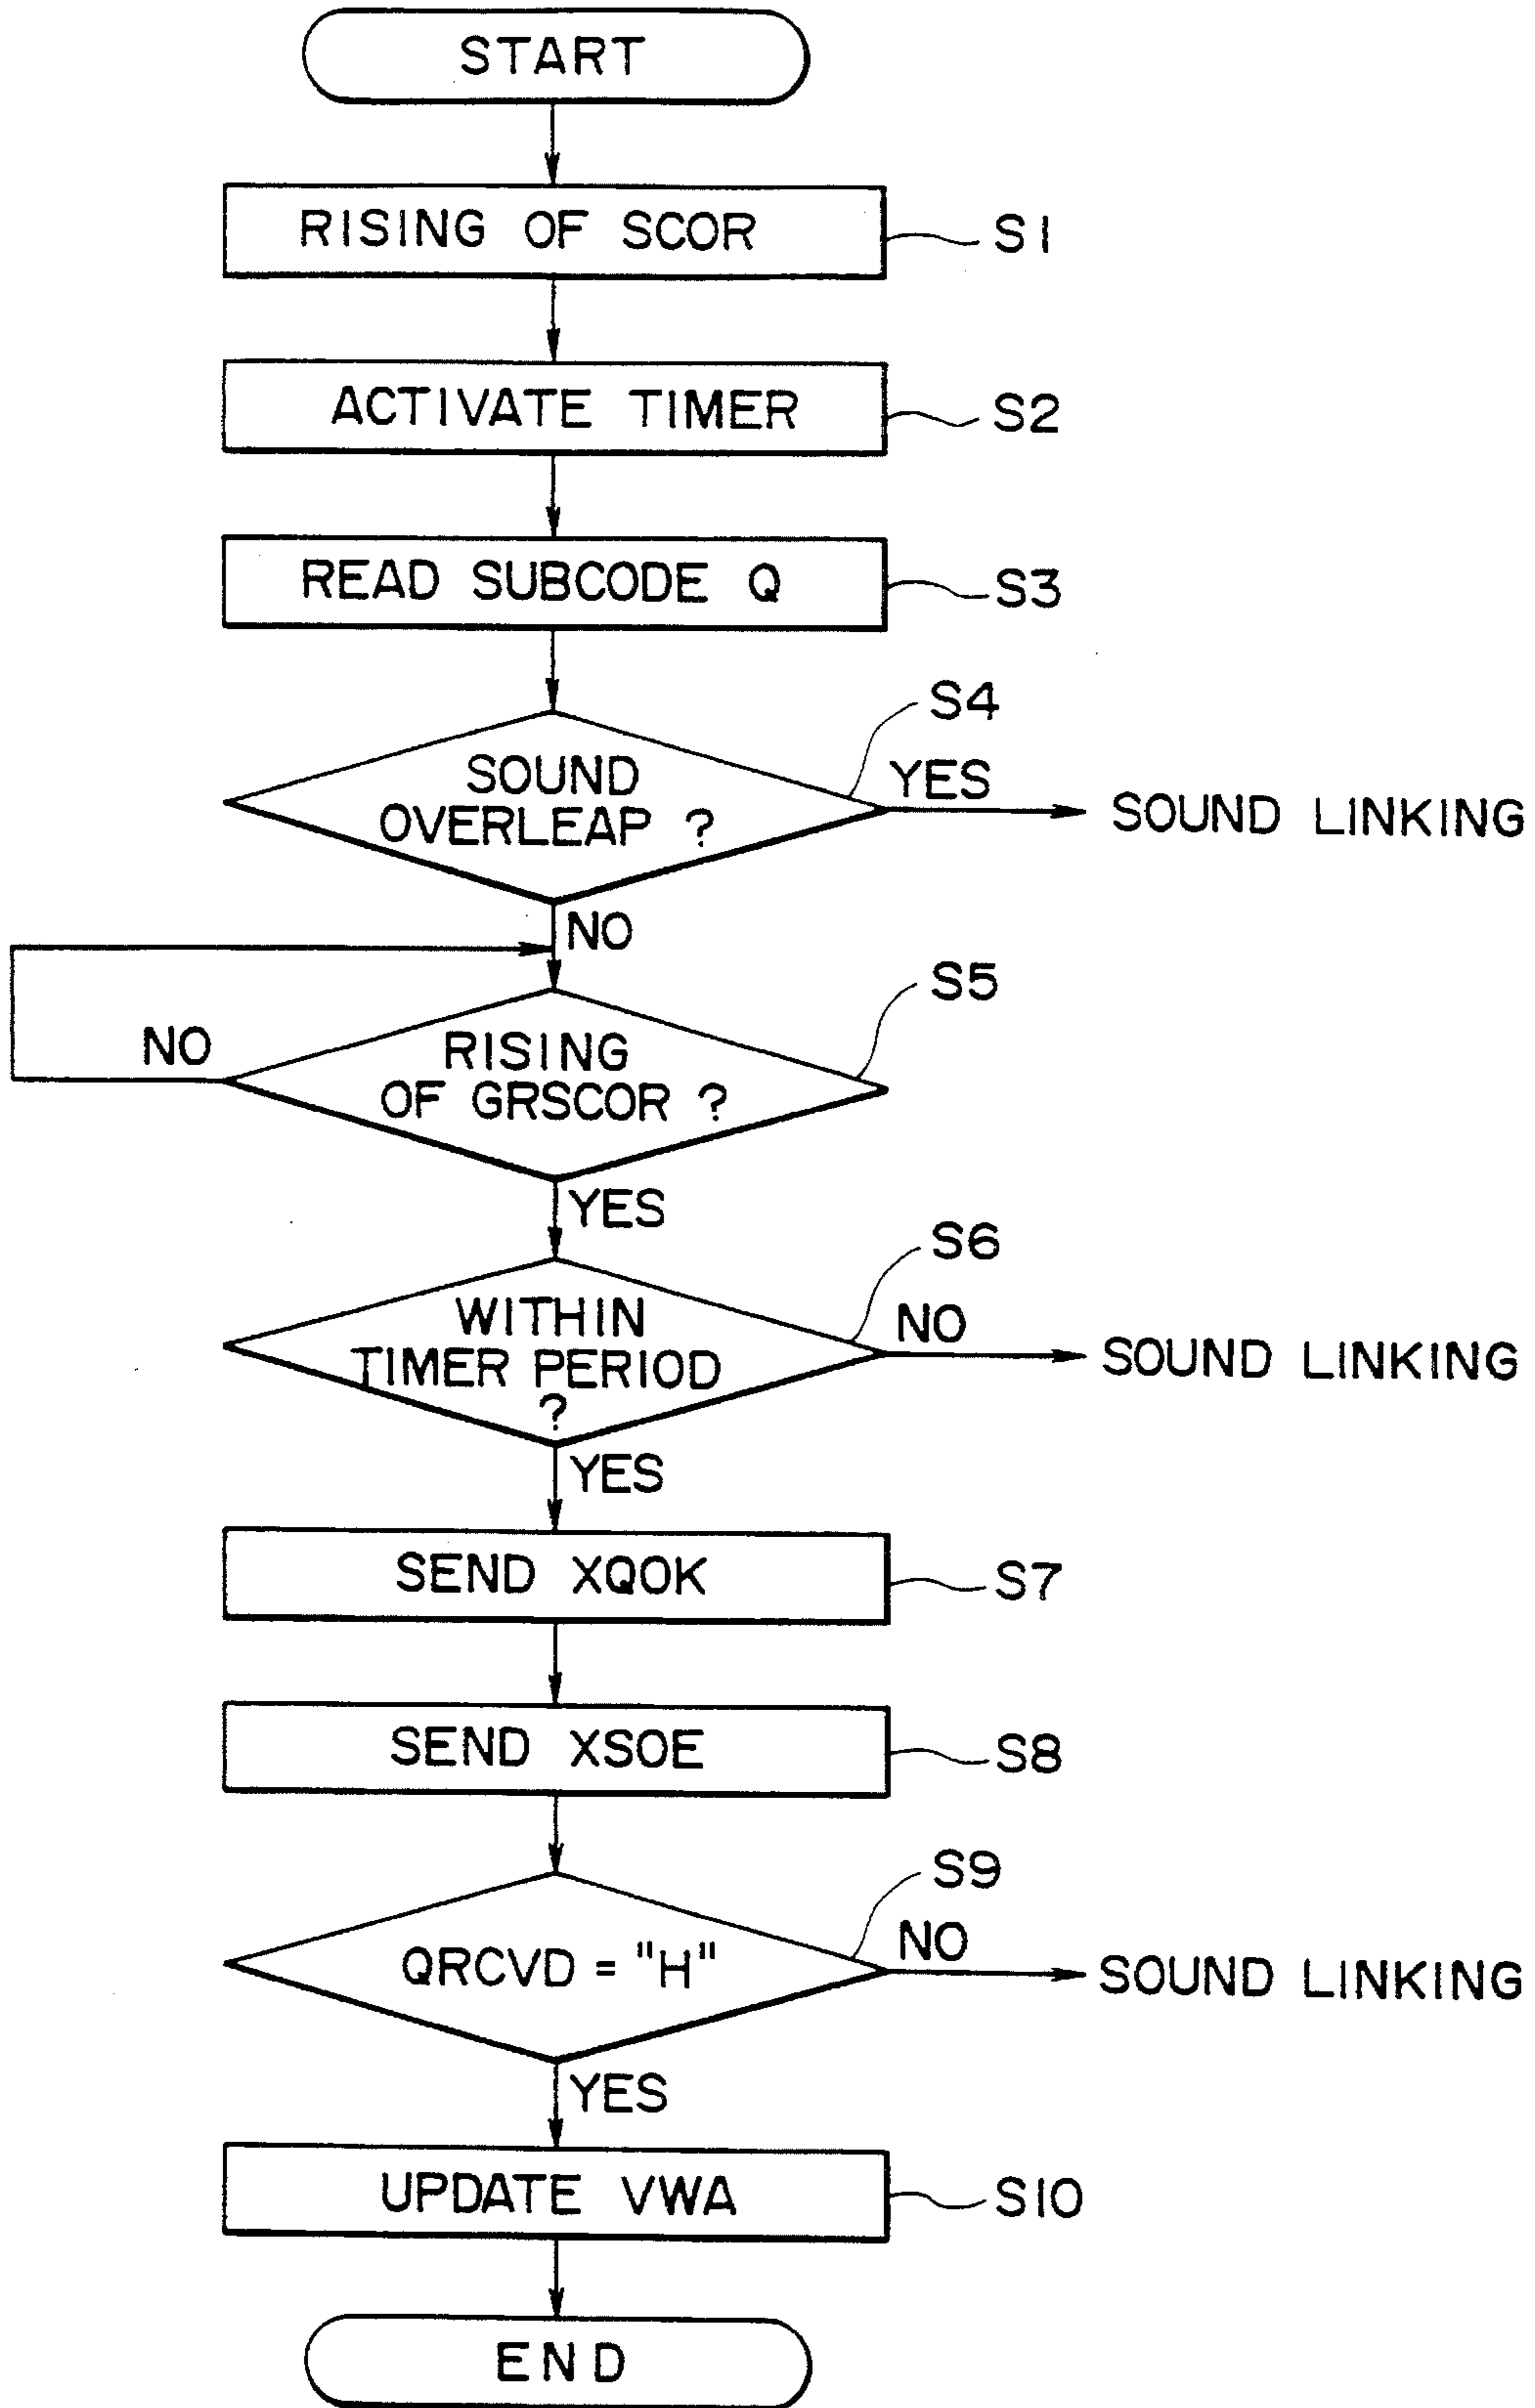 START
RISING OF SCOR
S1
ACTIVATE TIMER
S2
READ SUBCODE Q
S3
S4
SOUND
OVERLEAP ?
YES
SOUND LINKING
NO
S5
NO
RISING
OF GRSCOR ?
YES
S6
WITHIN
TIMER PERIOD
?
NO
SOUND LINKING
YES
SEND XQOK
S7
SEND XSOE
S8
S9
QRCVD = "H"
NO
SOUND LINKING
YES
UPDATE VWA
S10
END